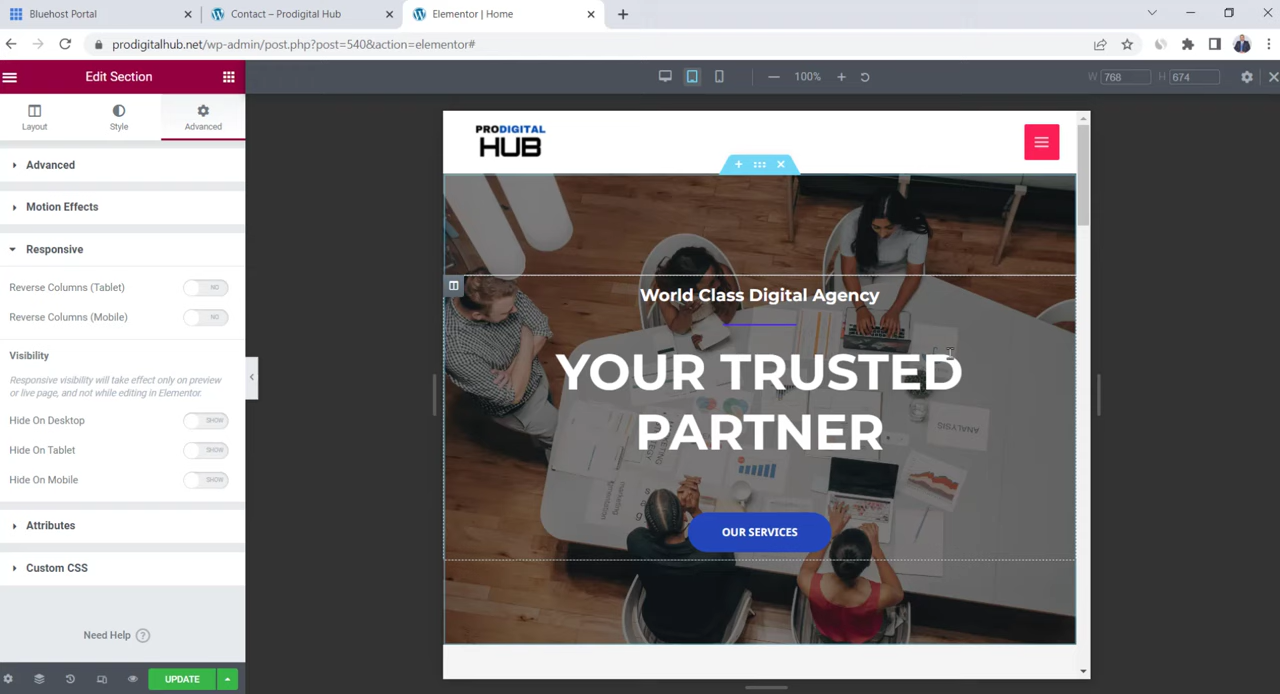 Bluehost Portal
Contact – Prodigital Hub
Elementor | Home
prodigitalhub.net/wp-admin/post.php?post=540&action=elementor#
Edit Section
100%
W 768 H 674
Layout
Style
Advanced
Advanced
Motion Effects
Responsive
Reverse Columns (Tablet) NO
Reverse Columns (Mobile) NO
Visibility
Responsive visibility will take effect only on preview
or live page, and not while editing in Elementor.
Hide On Desktop SHOW
Hide On Tablet SHOW
Hide On Mobile SHOW
Attributes
Custom CSS
Need Help ?
UPDATE
PRODIGITAL
HUB
World Class Digital Agency
YOUR TRUSTED
PARTNER
ANALYSIS
OUR SERVICES